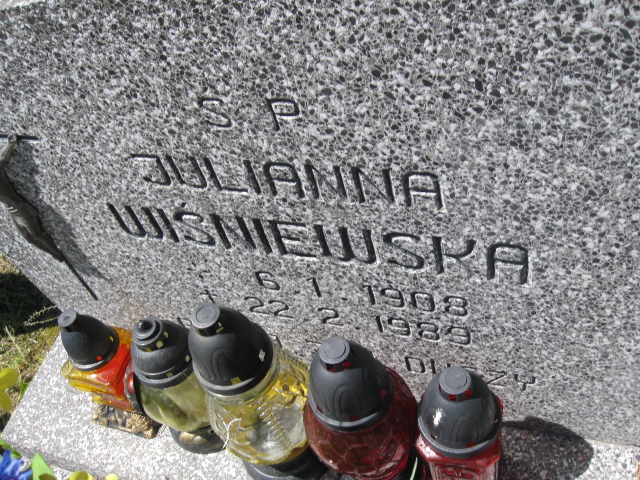 S P
JULIANNA
WIŚNIEWSKA
6 1 1908
22 2 1989